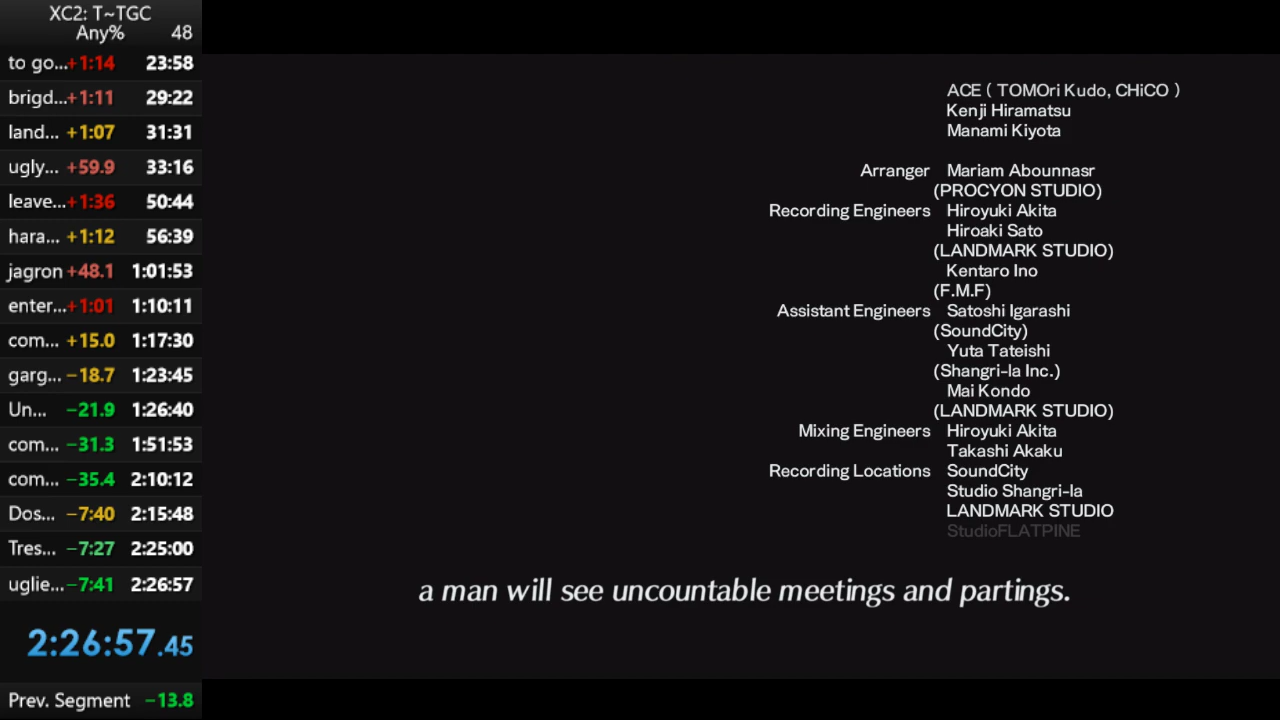 XC2: T~TGC
Any% 48
to go... +1:14 23:58
brigd... +1:11 29:22
land... +1:07 31:31
ugly... +59.9 33:16
leave... +1:36 50:44
hara... +1:12 56:39
jagron +48.1 1:01:53
enter... +1:01 1:10:11
com... +15.0 1:17:30
garg... −18.7 1:23:45
Un... −21.9 1:26:40
com... −31.3 1:51:53
com... −35.4 2:10:12
Dos... −7:40 2:15:48
Tres... −7:27 2:25:00
uglie... −7:41 2:26:57
2:26:57.45
Prev. Segment −13.8
ACE ( TOMOri Kudo, CHiCO )
Kenji Hiramatsu
Manami Kiyota
Arranger Mariam Abounnasr
(PROCYON STUDIO)
Recording Engineers Hiroyuki Akita
Hiroaki Sato
(LANDMARK STUDIO)
Kentaro Ino
(F.M.F)
Assistant Engineers Satoshi Igarashi
(SoundCity)
Yuta Tateishi
(Shangri-la Inc.)
Mai Kondo
(LANDMARK STUDIO)
Mixing Engineers Hiroyuki Akita
Takashi Akaku
Recording Locations SoundCity
Studio Shangri-la
LANDMARK STUDIO
StudioFLATPINE
a man will see uncountable meetings and partings.